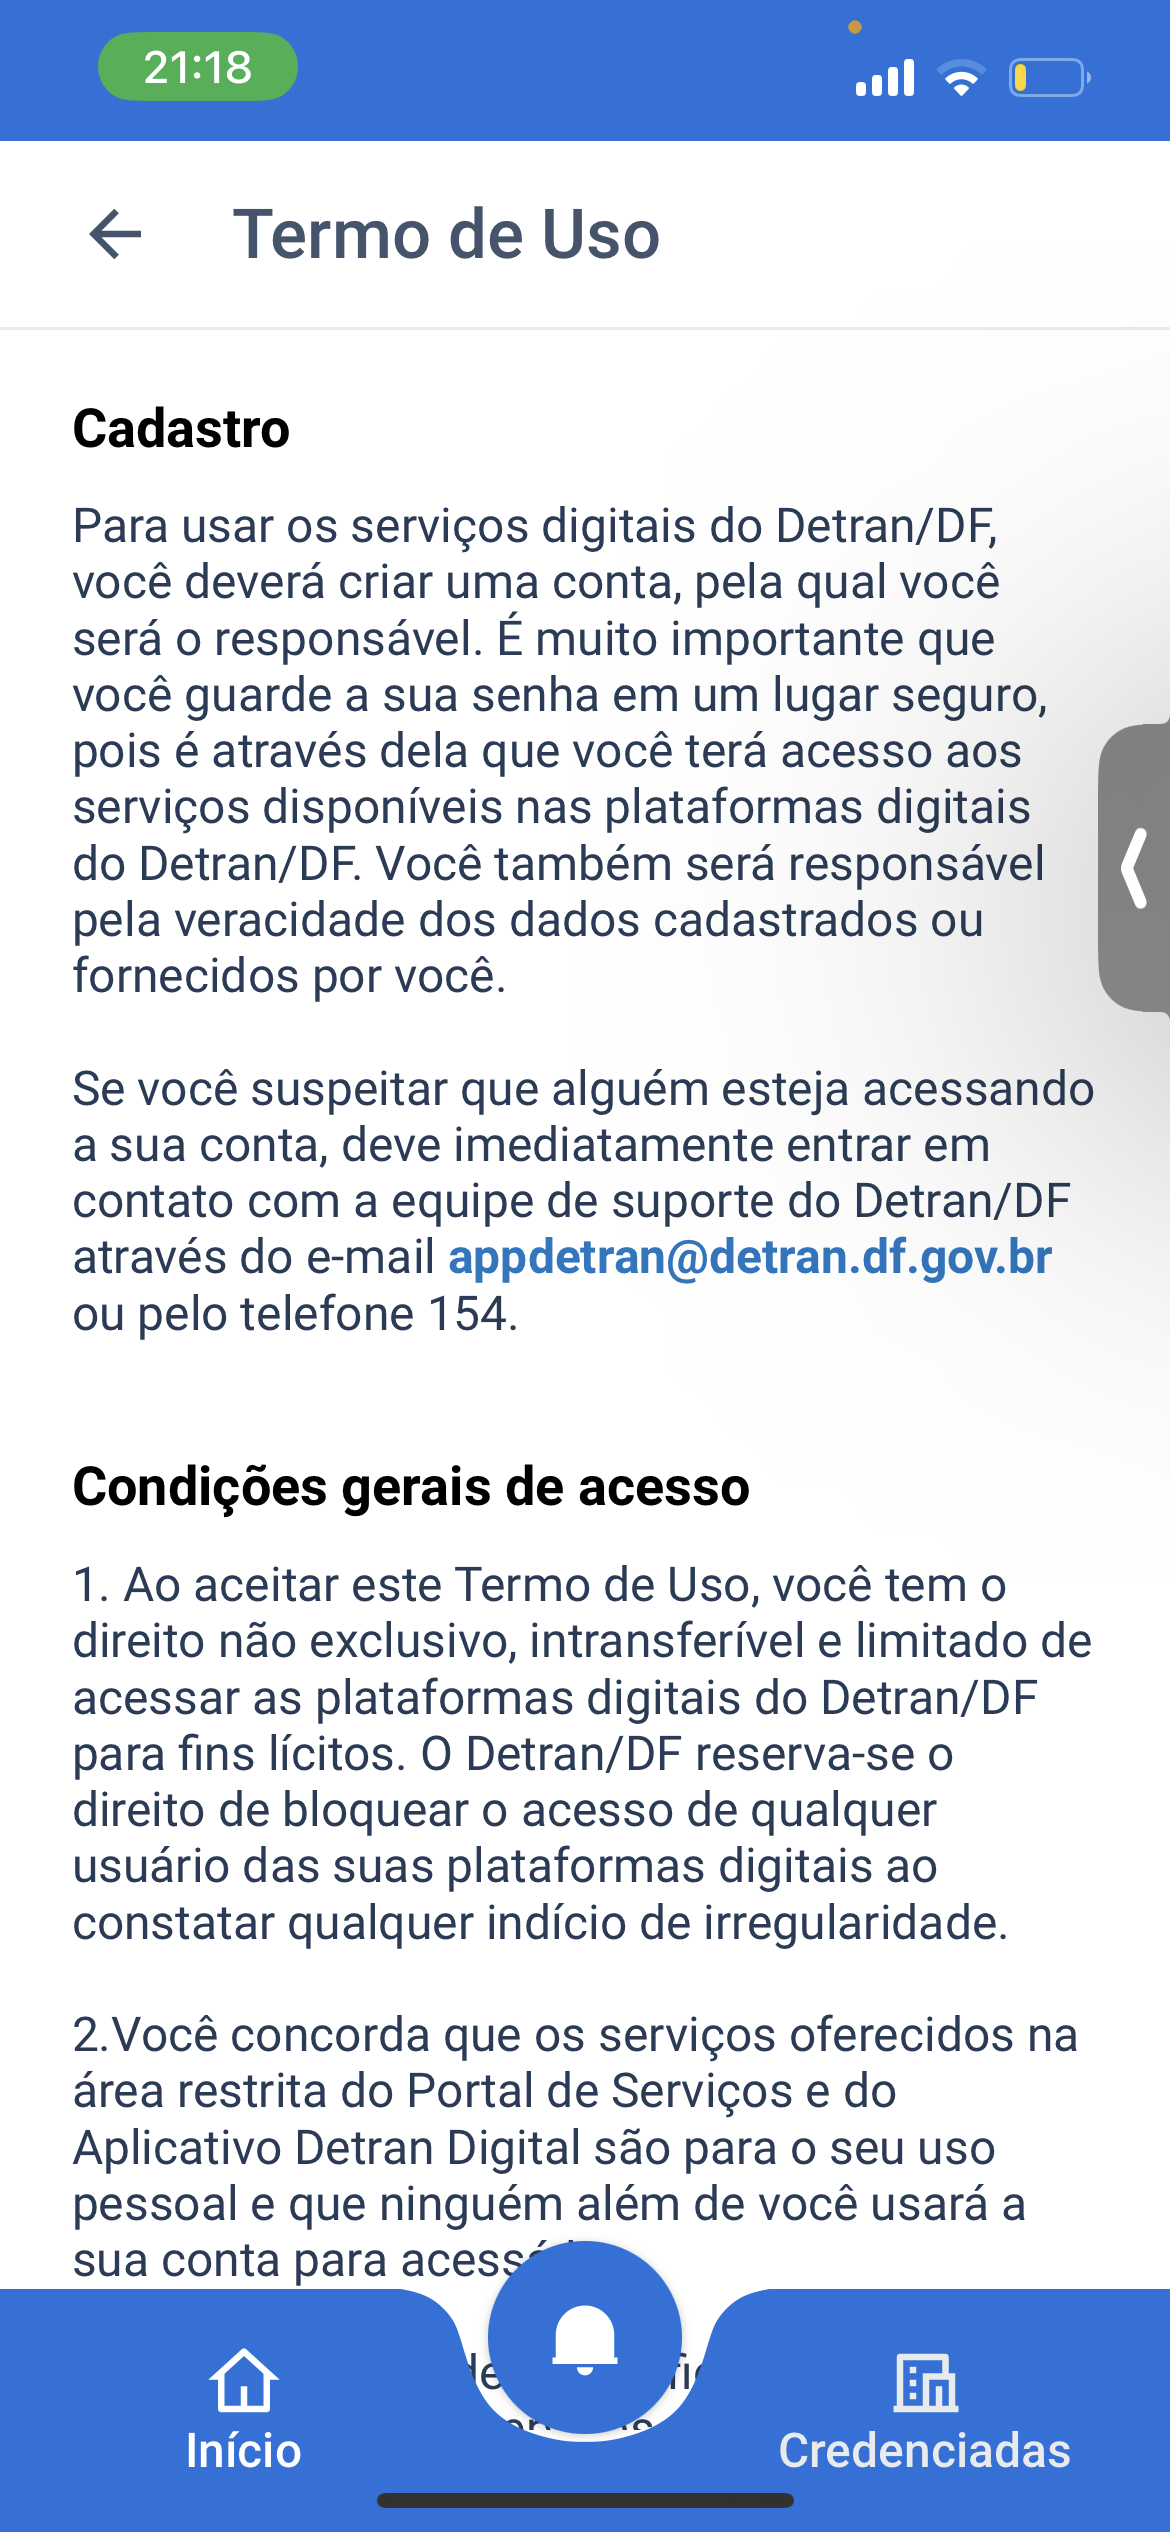 21:18
Termo de Uso
Cadastro
Para usar os serviços digitais do Detran/DF,
você deverá criar uma conta, pela qual você
será o responsável. É muito importante que
você guarde a sua senha em um lugar seguro,
pois é através dela que você terá acesso aos
serviços disponíveis nas plataformas digitais
do Detran/DF. Você também será responsável
pela veracidade dos dados cadastrados ou
fornecidos por você.
Se você suspeitar que alguém esteja acessando
a sua conta, deve imediatamente entrar em
contato com a equipe de suporte do Detran/DF
através do e-mail appdetran@detran.df.gov.br
ou pelo telefone 154.
Condições gerais de acesso
1. Ao aceitar este Termo de Uso, você tem o
direito não exclusivo, intransferível e limitado de
acessar as plataformas digitais do Detran/DF
para fins lícitos. O Detran/DF reserva-se o
direito de bloquear o acesso de qualquer
usuário das suas plataformas digitais ao
constatar qualquer indício de irregularidade.
2.Você concorda que os serviços oferecidos na
área restrita do Portal de Serviços e do
Aplicativo Detran Digital são para o seu uso
pessoal e que ninguém além de você usará a
sua conta para
Início
Credenciadas